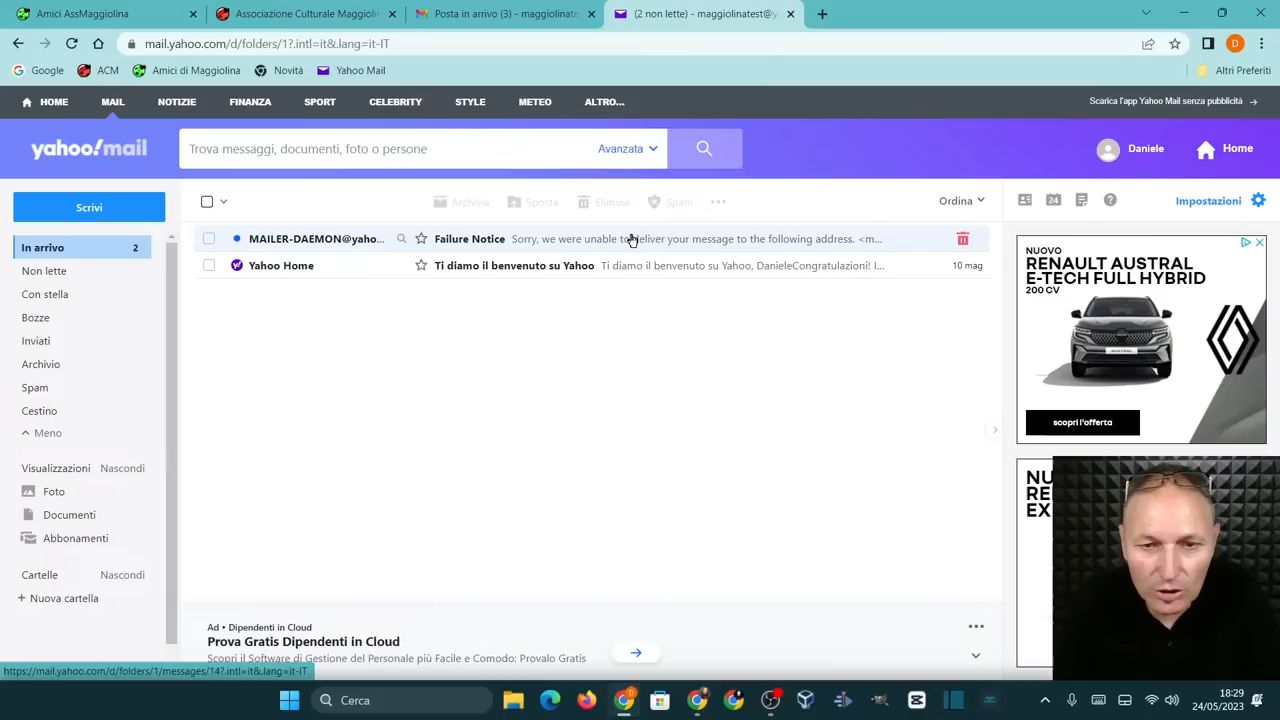 Amici AssMaggiolina
Associazione Culturale Maggiolin
Posta in arrivo (3) - maggiolinate
(2 non lette) - maggiolinatest@y
mail.yahoo.com/d/folders/1?.intl=it&.lang=it-IT
Google
ACM
Amici di Maggiolina
Novità
Yahoo Mail
Altri Preferiti
HOME
MAIL
NOTIZIE
FINANZA
SPORT
CELEBRITY
STYLE
METEO
ALTRO...
Scarica l'app Yahoo Mail senza pubblicità
yahoo!mail
Trova messaggi, documenti, foto o persone
Avanzata
Daniele
Home
Scrivi
Archivia
Sposta
Elimina
Spam
Ordina
24
Impostazioni
In arrivo 2
Non lette
Con stella
Bozze
Inviati
Archivio
Spam
Cestino
Meno
Visualizzazioni Nascondi
Foto
Documenti
Abbonamenti
Cartelle Nascondi
+ Nuova cartella
MAILER-DAEMON@yaho... Failure Notice Sorry, we were unable to deliver your message to the following address. <m...
Yahoo Home Ti diamo il benvenuto su Yahoo Ti diamo il benvenuto su Yahoo, DanieleCongratulazioni! I... 10 mag
NUOVO
RENAULT AUSTRAL
E-TECH FULL HYBRID
200 CV
scopri l'offerta
NU
RE
EX
Ad • Dipendenti in Cloud
Prova Gratis Dipendenti in Cloud
Scopri il Software di Gestione del Personale più Facile e Comodo: Provalo Gratis
https://mail.yahoo.com/d/folders/1/messages/14?.intl=it&.lang=it-IT
Cerca
18:29
24/05/2023